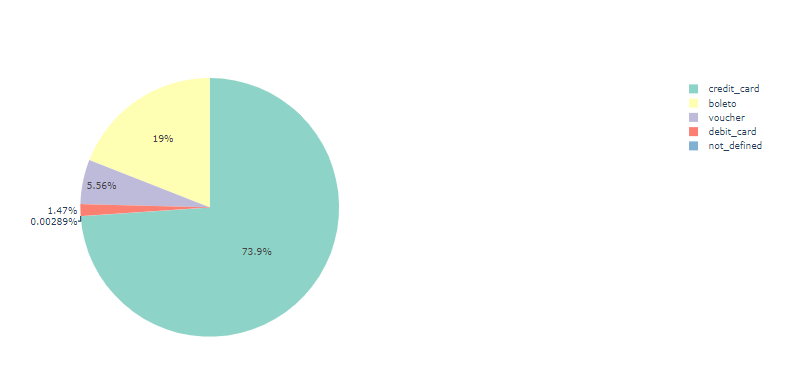 credit_card
boleto
voucher
debit_card
not_defined
19%
5.56%
1.47%
0.00289%
73.9%